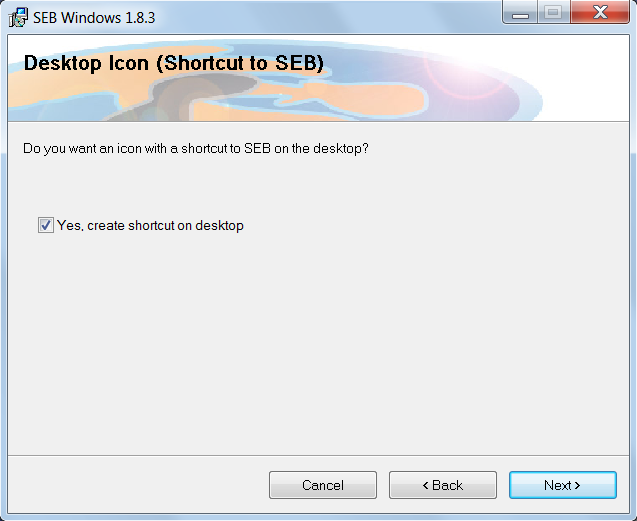 SEB Windows 1.8.3
Desktop Icon (Shortcut to SEB)
Do you want an icon with a shortcut to SEB on the desktop?
Yes, create shortcut on desktop
Cancel
< Back
Next >